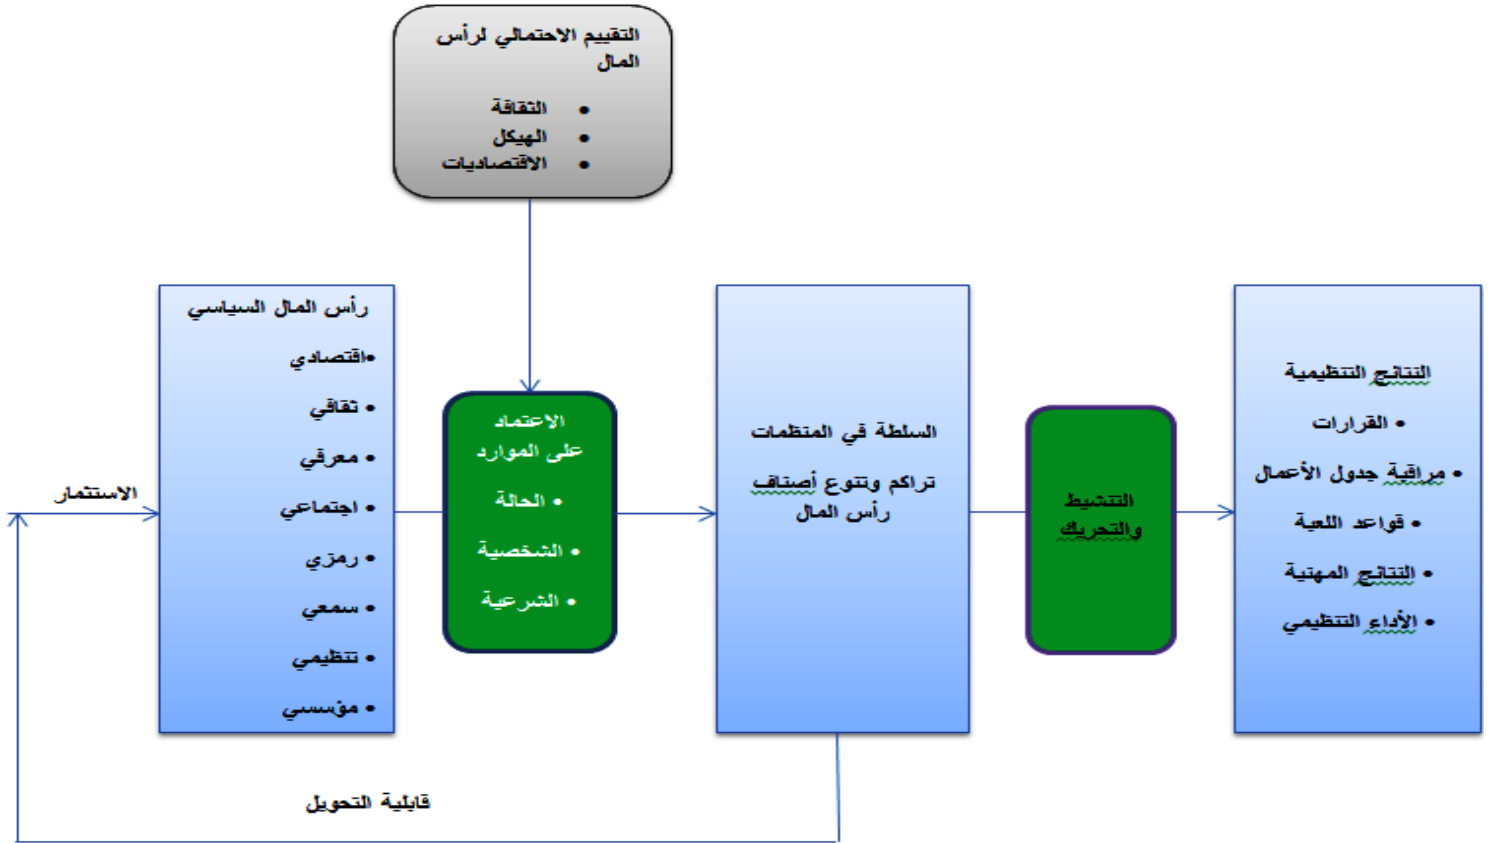 التقييم الاحتمالي لرأس
المال
• الثقافة
• الهيكل
• الاقتصاديات
الاستثمار
رأس المال السياسي
•اقتصادي
• ثقافي
• معرفي
• اجتماعي
• رمزي
• سمعي
• تنظيمي
• مؤسسي
الاعتماد
على الموارد
• الحالة
• الشخصية
• الشرعية
السلطة في المنظمات
تراكم وتنوع أصناف
رأس المال
التنشيط
والتحريك
النتائج التنظيمية
• القرارات
• مراقبة جدول الأعمال
• قواعد اللعبة
• النتائج المهنية
• الأداء التنظيمي
قابلية التحويل